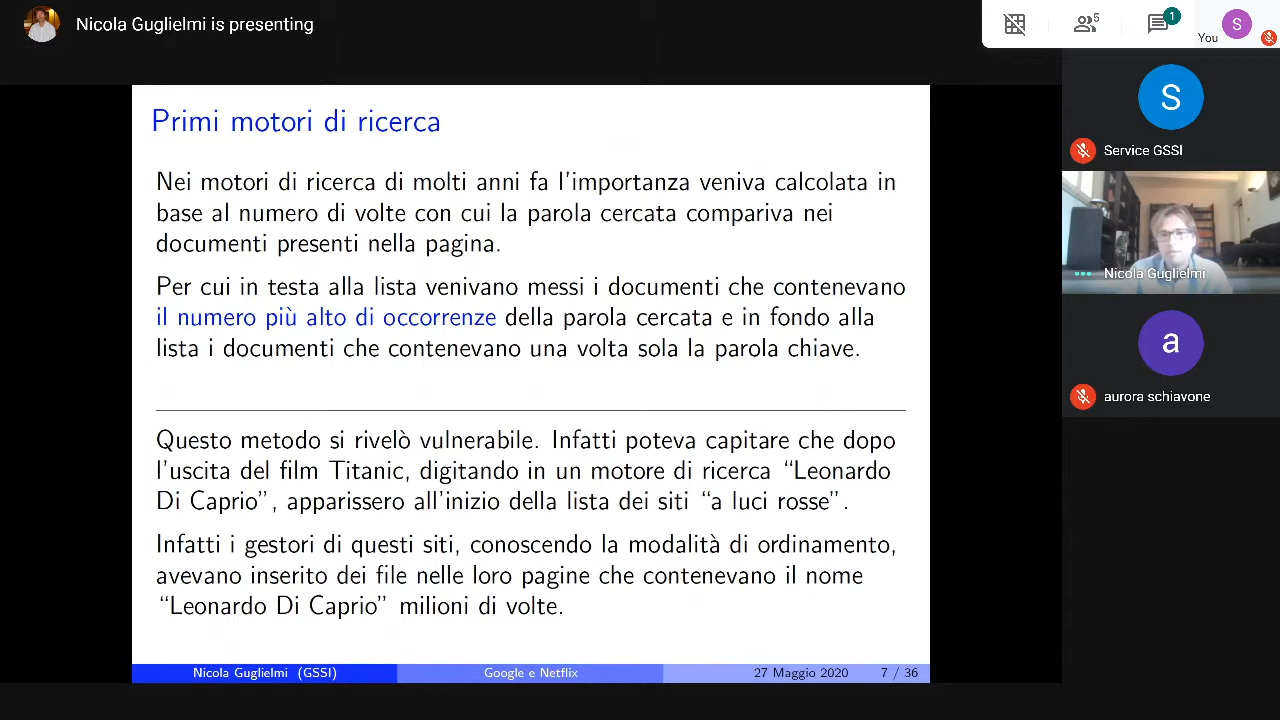 Nicola Guglielmi is presenting
5
1
You
S
Primi motori di ricerca
Nei motori di ricerca di molti anni fa l'importanza veniva calcolata in
base al numero di volte con cui la parola cercata compariva nei
documenti presenti nella pagina.
Per cui in testa alla lista venivano messi i documenti che contenevano
il numero più alto di occorrenze della parola cercata e in fondo alla
lista i documenti che contenevano una volta sola la parola chiave.
Questo metodo si rivelò vulnerabile. Infatti poteva capitare che dopo
l'uscita del film Titanic, digitando in un motore di ricerca “Leonardo
Di Caprio”, apparissero all'inizio della lista dei siti “a luci rosse”.
Infatti i gestori di questi siti, conoscendo la modalità di ordinamento,
avevano inserito dei file nelle loro pagine che contenevano il nome
“Leonardo Di Caprio” milioni di volte.
Nicola Guglielmi (GSSI)
Google e Netflix
27 Maggio 2020
7 / 36
S
Service GSSI
Nicola Guglielmi
a
aurora schiavone